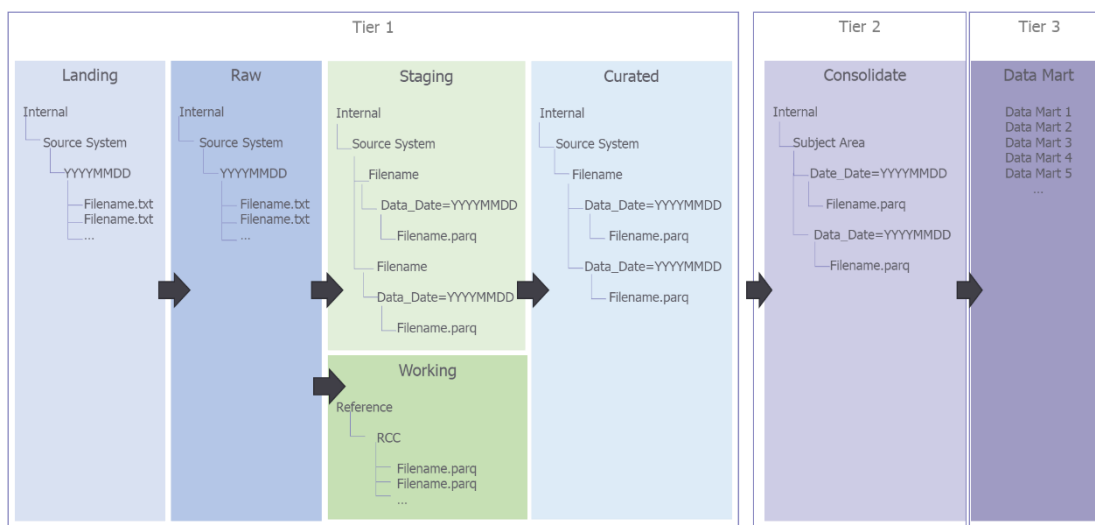 Tier 1
Landing
Internal
Source System
YYYYMMDD
Filename.txt
Filename.txt
...
Raw
Internal
Source System
YYYYMMDD
Filename.txt
Filename.txt
...
Staging
Internal
Source System
Filename
Data_Date=YYYYMMDD
Filename.parq
Filename
Data_Date=YYYYMMDD
Filename.parq
Working
Reference
RCC
Filename.parq
Filename.parq
...
Curated
Internal
Source System
Filename
Data_Date=YYYYMMDD
Filename.parq
Data_Date=YYYYMMDD
Filename.parq
Tier 2
Consolidate
Internal
Subject Area
Date_Date=YYYYMMDD
Filename.parq
Data_Date=YYYYMMDD
Filename.parq
Tier 3
Data Mart
Data Mart 1
Data Mart 2
Data Mart 3
Data Mart 4
Data Mart 5
...